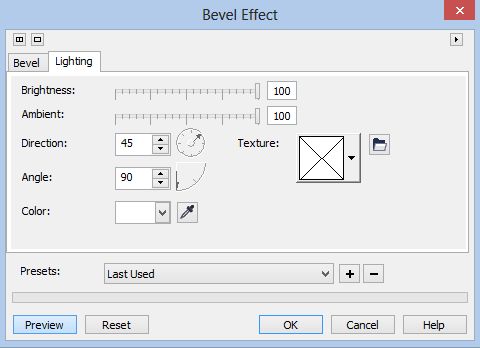 Bevel Effect
Bevel Lighting
Brightness: 100
Ambient: 100
Direction: 45 Texture:
Angle: 90
Color:
Presets: Last Used
Preview Reset OK Cancel Help